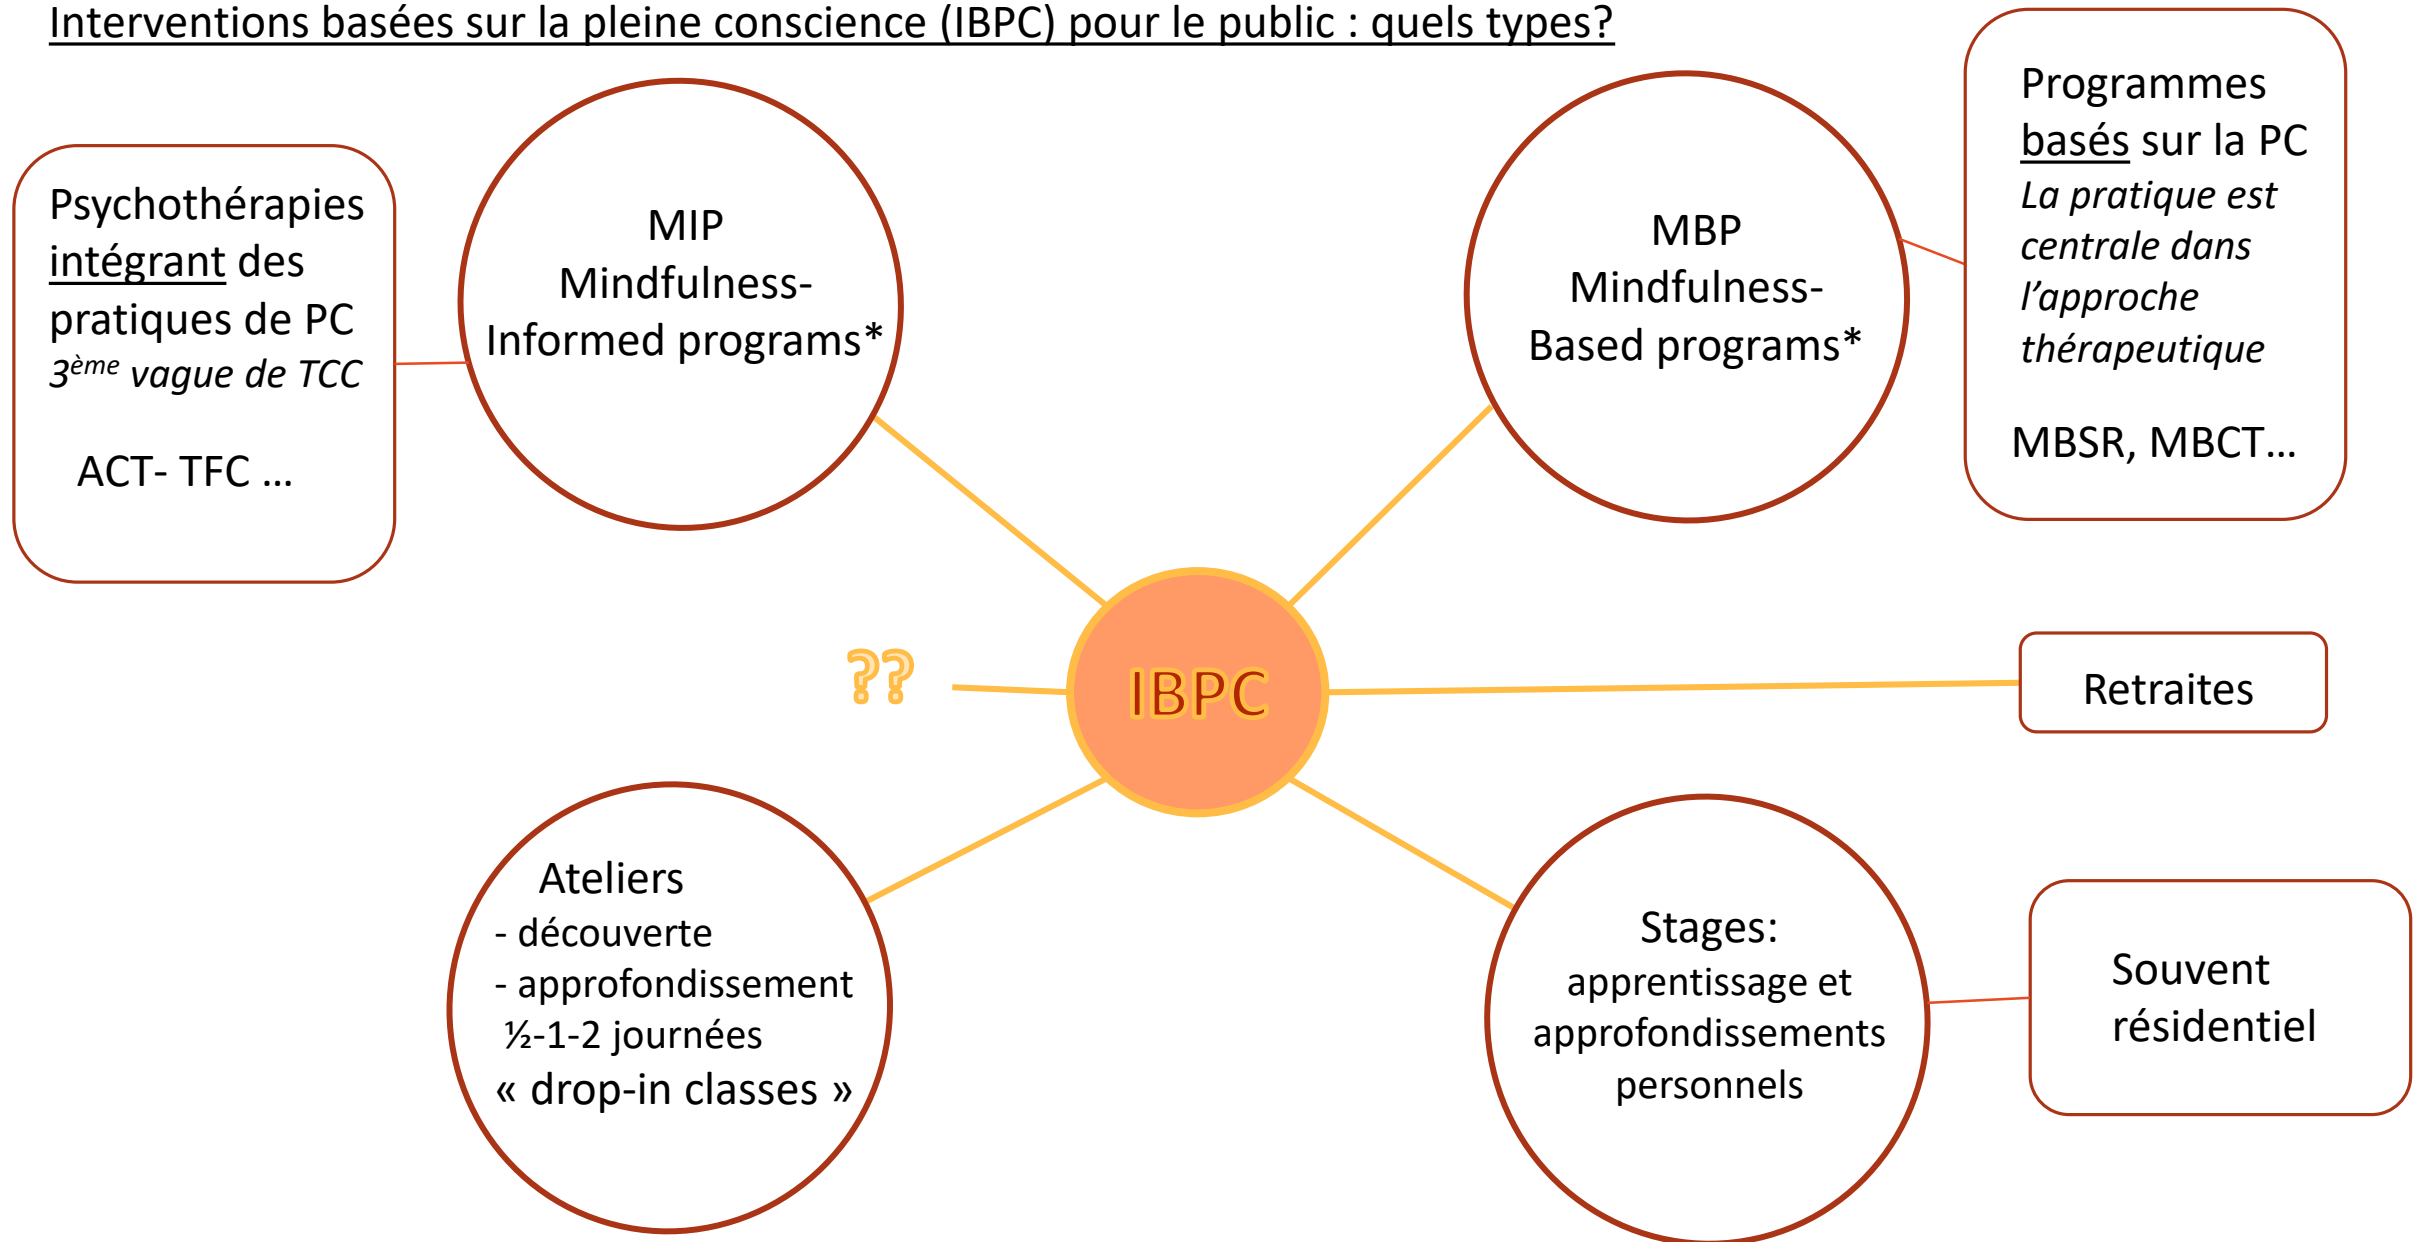 Interventions basées sur la pleine conscience (IBPC) pour le public : quels types?
Psychothérapies
intégrant des
pratiques de PC
3ème vague de TCC
ACT- TFC ...
MIP
Mindfulness-
Informed programs*
MBP
Mindfulness-
Based programs*
Programmes
basés sur la PC
La pratique est
centrale dans
l’approche
thérapeutique
MBSR, MBCT...
??
IBPC
Retraites
Ateliers
- découverte
- approfondissement
½-1-2 journées
« drop-in classes »
Stages:
apprentissage et
approfondissements
personnels
Souvent
résidentiel